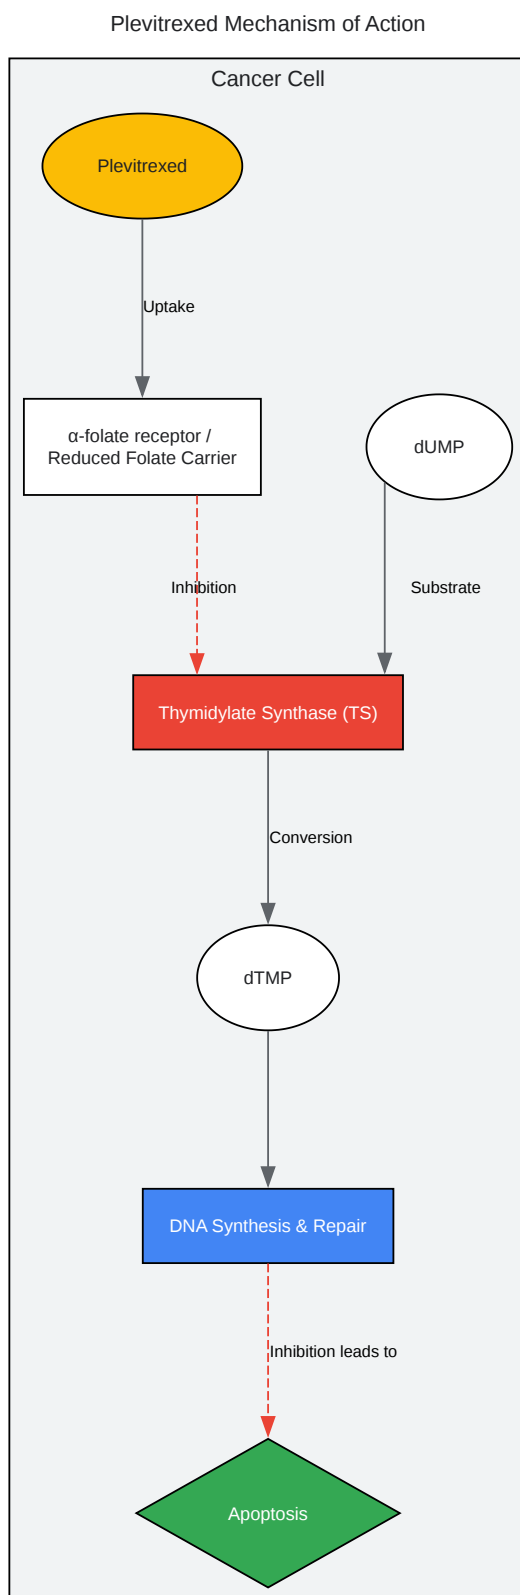 Plevitrexed Mechanism of Action
Cancer Cell
Plevitrexed
Uptake
α-folate receptor /
Reduced Folate Carrier
dUMP
Inhibition
Substrate
Thymidylate Synthase (TS)
Conversion
dTMP
DNA Synthesis & Repair
Inhibition leads to
Apoptosis